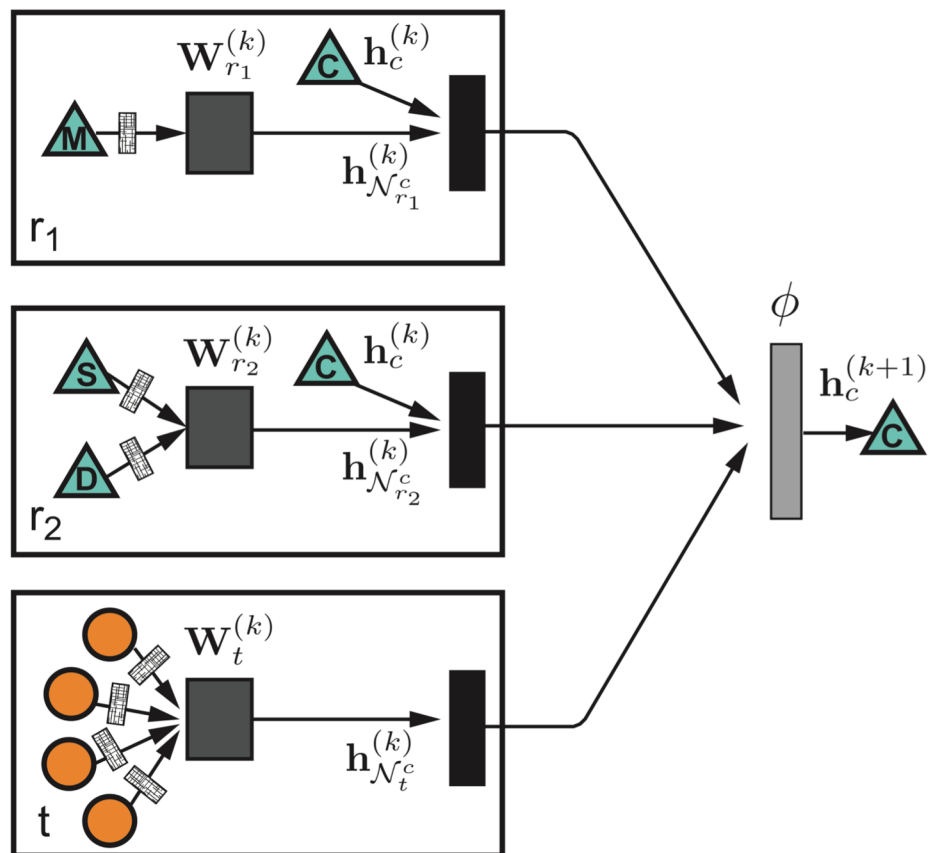 W_{r_1}^{(k)}
C
h_c^{(k)}
M
h_{\mathcal{N}_{r_1}^c}^{(k)}
r_1
W_{r_2}^{(k)}
C
h_c^{(k)}
S
D
h_{\mathcal{N}_{r_2}^c}^{(k)}
r_2
W_t^{(k)}
h_{\mathcal{N}_t^c}^{(k)}
t
ϕ
h_c^{(k+1)}
C